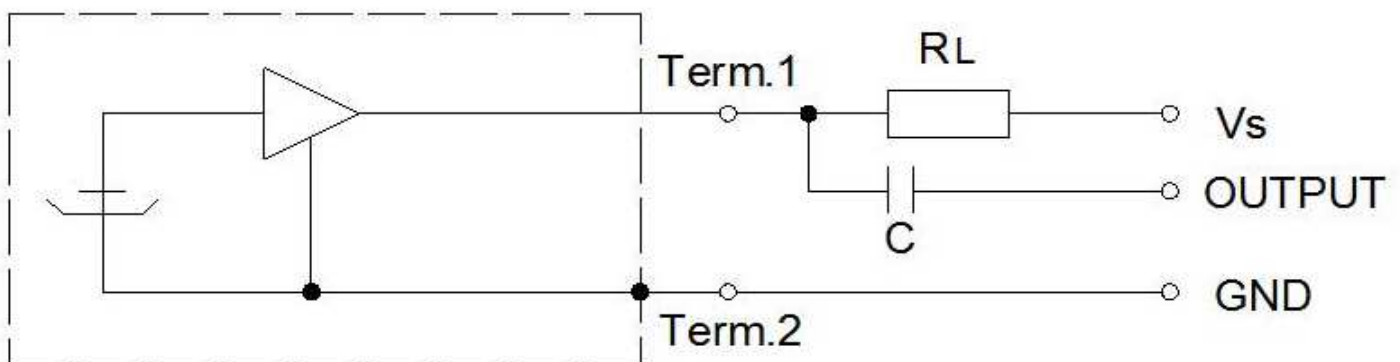 RL
Term.1
Vs
OUTPUT
C
GND
Term.2